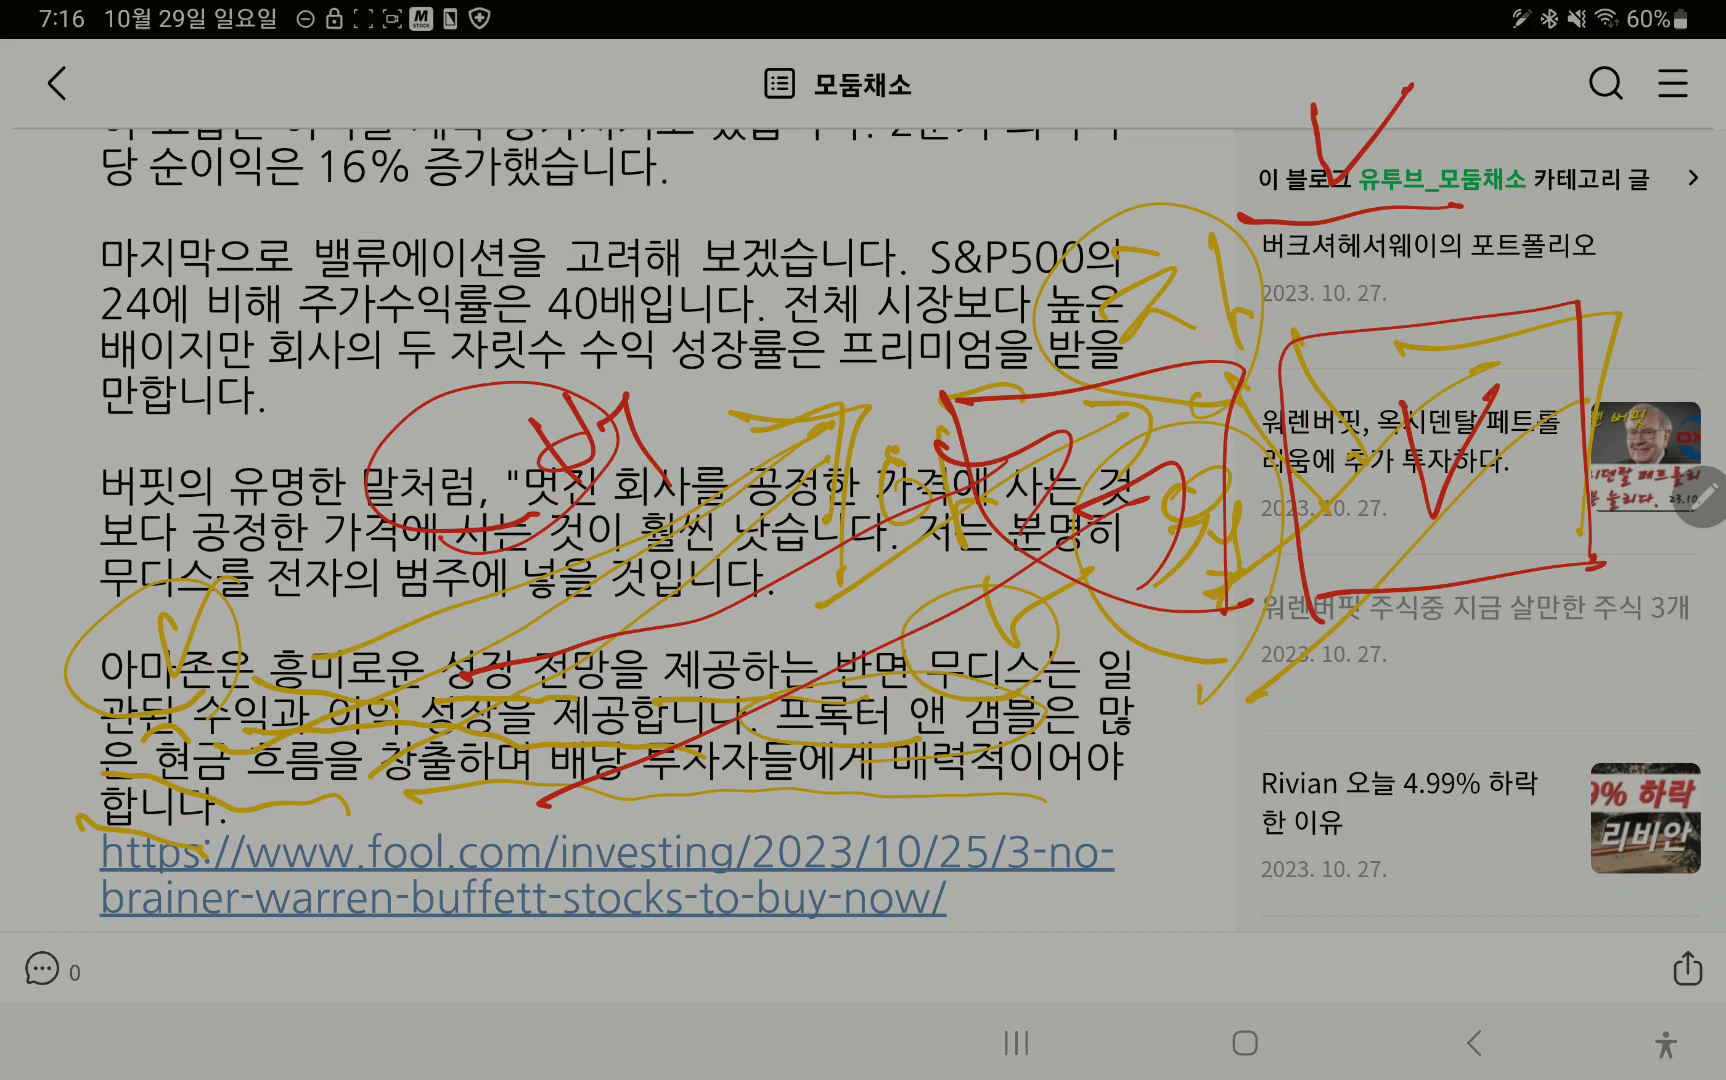 7:16 10월 29일 일요일
60%
모둠채소
당 순이익은 16% 증가했습니다.
마지막으로 밸류에이션을 고려해 보겠습니다. S&P500의
24에 비해 주가수익률은 40배입니다. 전체 시장보다 높은
배이지만 회사의 두 자릿수 수익 성장률은 프리미엄을 받을
만합니다.
버핏의 유명한 말처럼, "멋진 회사를 공정한 가격에 사는 것
보다 공정한 가격에 사는 것이 훨씬 낫습니다. 저는 분명히
무디스를 전자의 범주에 넣을 것입니다.
아마존은 흥미로운 성장 전망을 제공하는 반면 무디스는 일
관된 수익과 이익 성장을 제공합니다. 프록터 앤 갬블은 많
은 현금 흐름을 창출하며 배당 투자자들에게 매력적이어야
합니다.
https://www.fool.com/investing/2023/10/25/3-no-
brainer-warren-buffett-stocks-to-buy-now/
0
이 블로그 유투브_모둠채소 카테고리 글
버크셔헤서웨이의 포트폴리오
2023. 10. 27.
워렌버핏, 옥시덴탈 페트롤
리움에 추가 투자하다.
2023. 10. 27.
워렌버핏 주식중 지금 살만한 주식 3개
2023. 10. 27.
Rivian 오늘 4.99% 하락
한 이유
2023. 10. 27.
9% 하락
리비안